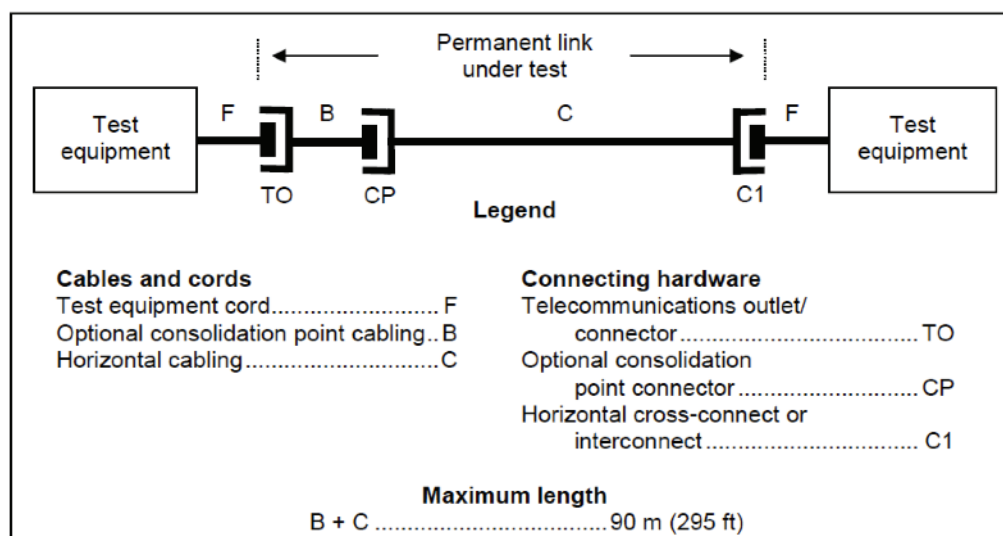 Permanent link
under test
F
B
C
F
Test
equipment
Test
equipment
TO
CP
C1
Legend
Cables and cords
Test equipment cord............................ F
Optional consolidation point cabling.. B
Horizontal cabling................................ C
Connecting hardware
Telecommunications outlet/
connector ....................................... TO
Optional consolidation
point connector .............................. CP
Horizontal cross-connect or
interconnect ................................... C1
Maximum length
B + C ................................... 90 m (295 ft)